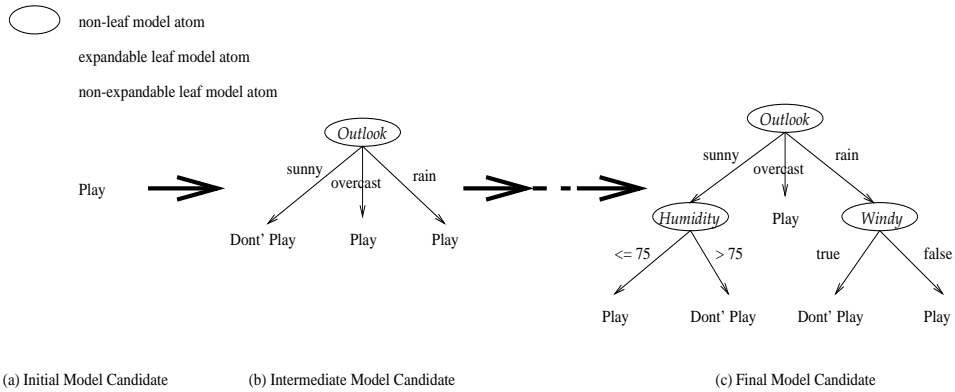 non-leaf model atom
expandable leaf model atom
non-expandable leaf model atom
Play
Outlook
sunny
overcast
rain
Dont' Play
Play
Play
Outlook
sunny
overcast
rain
Humidity
Play
Windy
<= 75
> 75
true
false
Play
Dont' Play
Dont' Play
Play
(a) Initial Model Candidate
(b) Intermediate Model Candidate
(c) Final Model Candidate